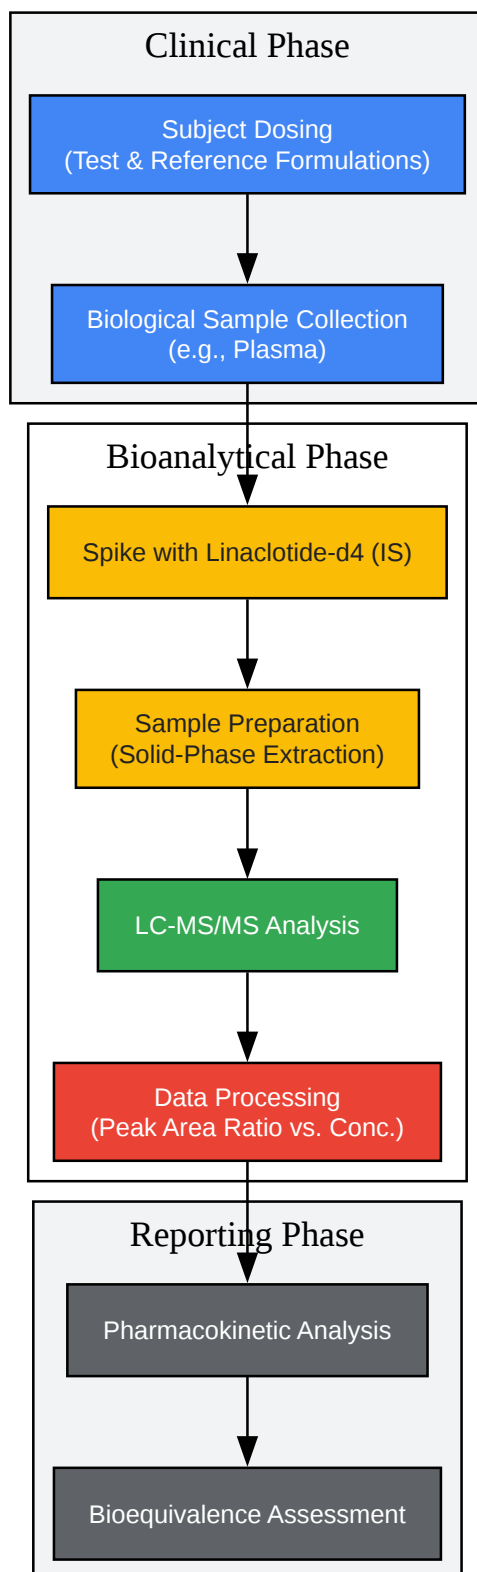 Clinical Phase
Subject Dosing
(Test & Reference Formulations)
Biological Sample Collection
(e.g., Plasma)
Bioanalytical Phase
Spike with Linaclotide-d4 (IS)
Sample Preparation
(Solid-Phase Extraction)
LC-MS/MS Analysis
Data Processing
(Peak Area Ratio vs. Conc.)
Reporting Phase
Pharmacokinetic Analysis
Bioequivalence Assessment